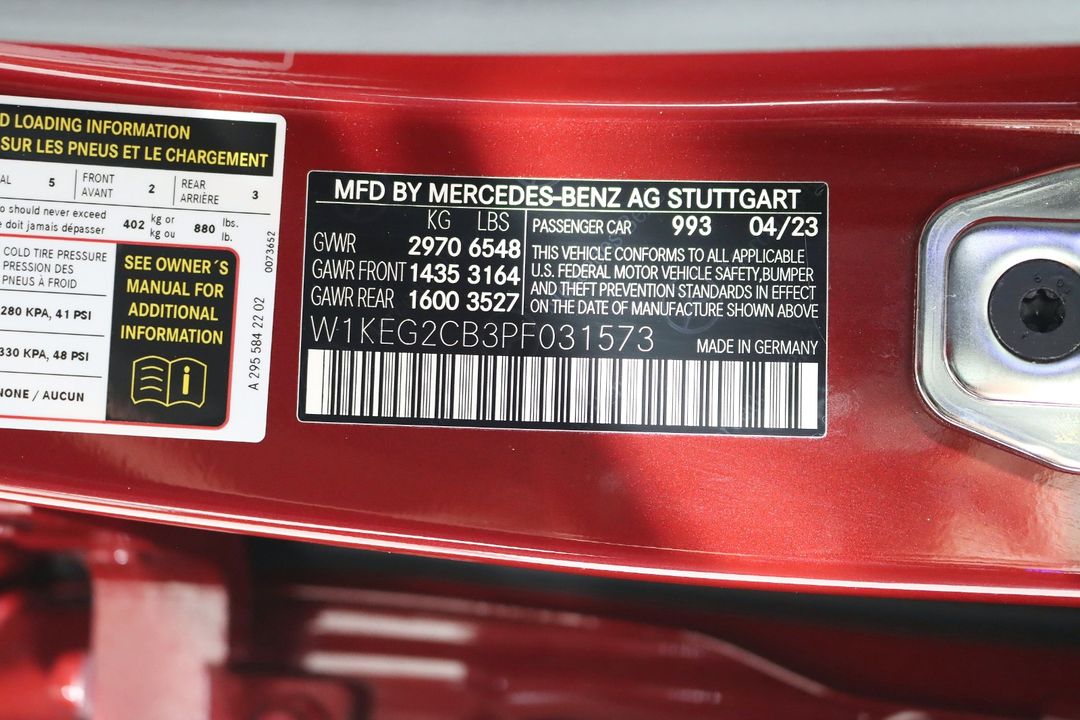 D LOADING INFORMATION
SUR LES PNEUS ET LE CHARGEMENT
AL 5 FRONT AVANT 2 REAR ARRIÈRE 3
should never exceed
doit jamais dépasser
402 kg or kg ou 880 lbs. lb.
COLD TIRE PRESSURE
PRESSION DES
PNEUS À FROID
280 KPA, 41 PSI
330 KPA, 48 PSI
NONE / AUCUN
SEE OWNER´S
MANUAL FOR
ADDITIONAL
INFORMATION
0073652
A 295 584 22 02
MFD BY MERCEDES-BENZ AG STUTTGART
KG LBS
GVWR 2970 6548
GAWR FRONT 1435 3164
GAWR REAR 1600 3527
PASSENGER CAR 993 04/23
THIS VEHICLE CONFORMS TO ALL APPLICABLE
U.S. FEDERAL MOTOR VEHICLE SAFETY,BUMPER
AND THEFT PREVENTION STANDARDS IN EFFECT
ON THE DATE OF MANUFACTURE SHOWN ABOVE
W1KEG2CB3PF031573
MADE IN GERMANY